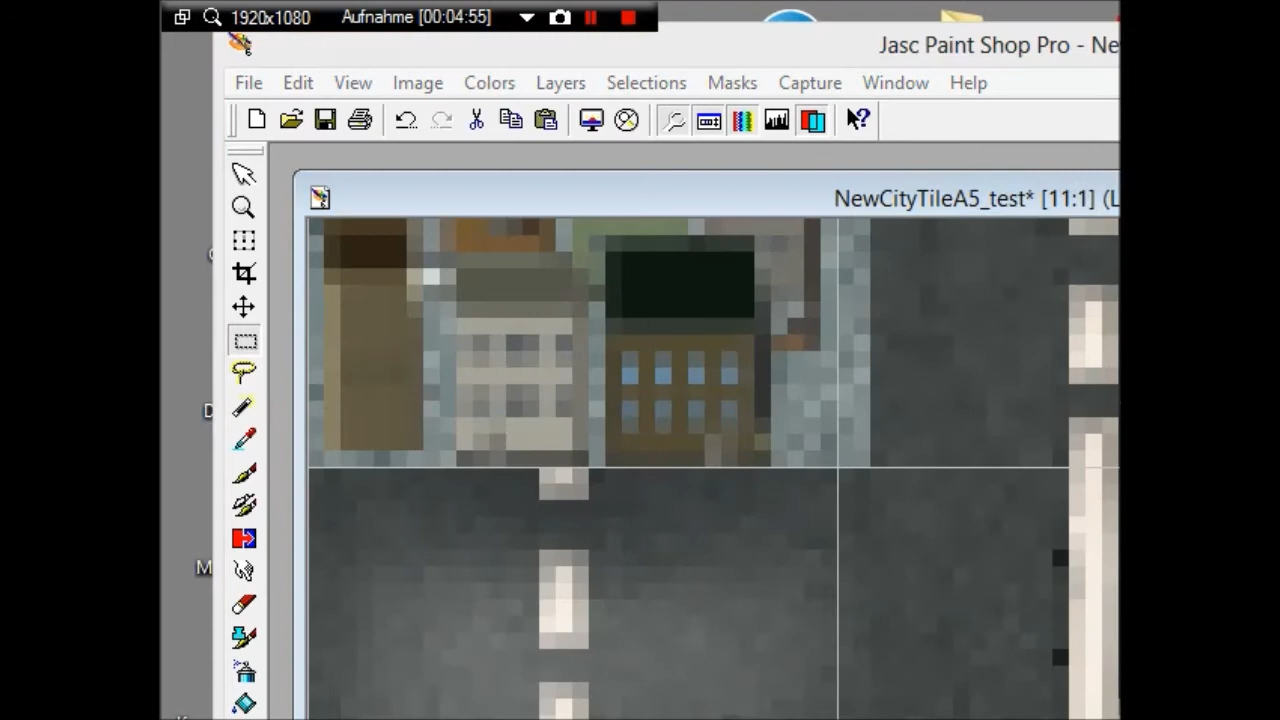 1920x1080 Aufnahme [00:04:55]
Jasc Paint Shop Pro - Ne
File Edit View Image Colors Layers Selections Masks Capture Window Help
NewCityTileA5_test* [11:1] (L
D
M